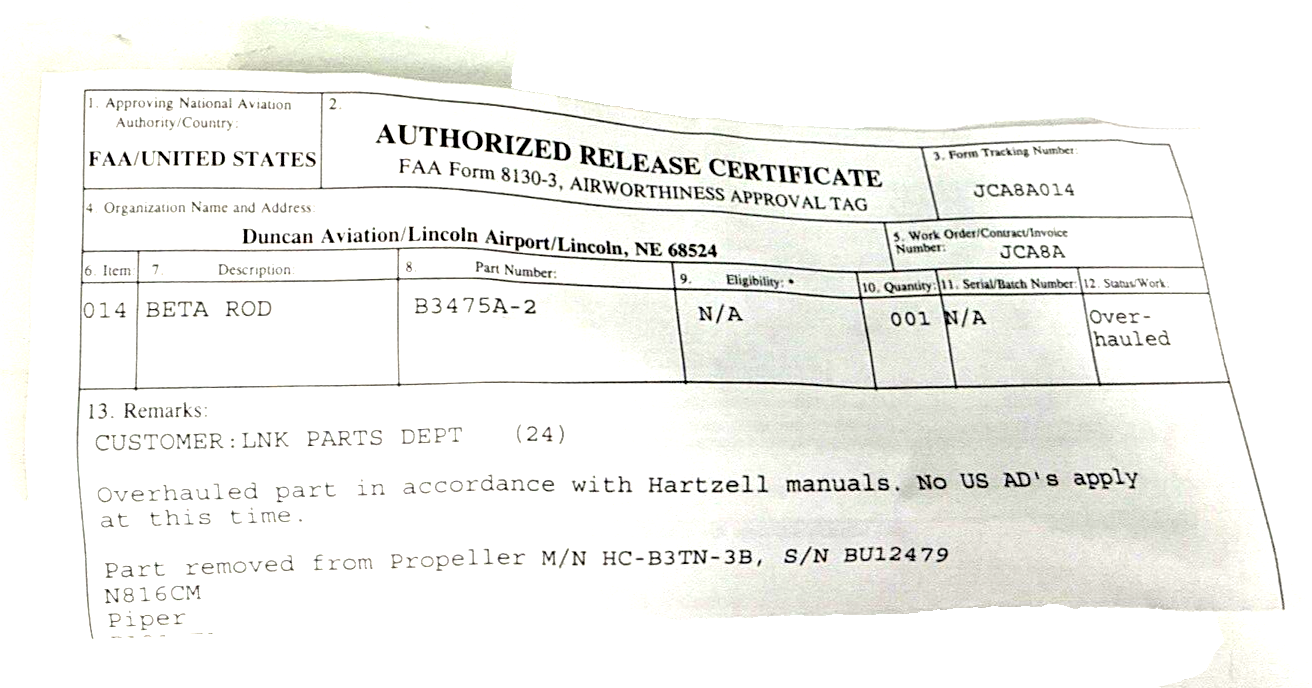 1. Approving National Aviation
Authority/Country:
FAA/UNITED STATES
2.
AUTHORIZED RELEASE CERTIFICATE
FAA Form 8130-3, AIRWORTHINESS APPROVAL TAG
3. Form Tracking Number:
JCA8A014
4 Organization Name and Address:
Duncan Aviation/Lincoln Airport/Lincoln, NE 68524
5. Work Order/Contract/Invoice
Number: JCA8A
6. Item: 7. Description: 8. Part Number: 9. Eligibility: * 10. Quantity: 11. Serial/Batch Number: 12. Status/Work:
014 BETA ROD B3475A-2 N/A 001 N/A Over-
hauled
13. Remarks:
CUSTOMER:LNK PARTS DEPT (24)
Overhauled part in accordance with Hartzell manuals. No US AD's apply
at this time.
Part removed from Propeller M/N HC-B3TN-3B, S/N BU12479
N816CM
Piper